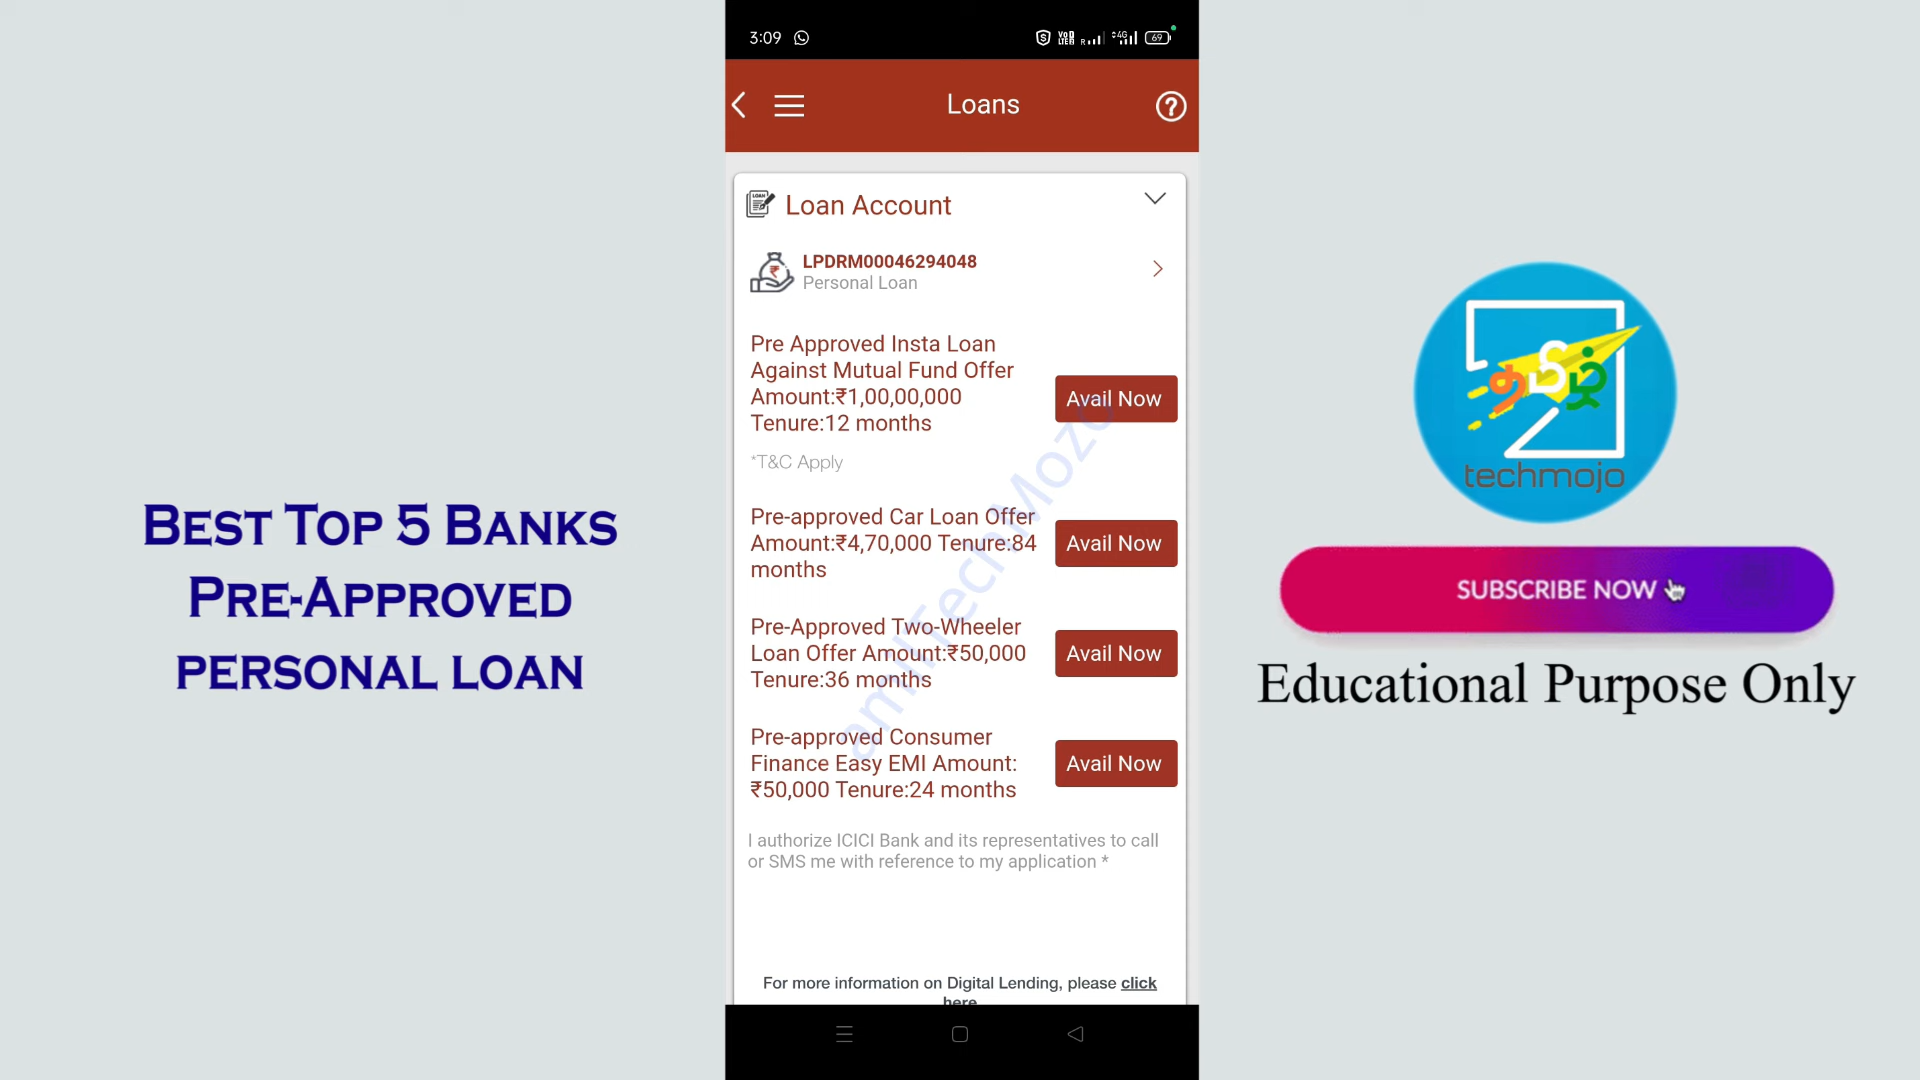 BEST TOP 5 BANKS
PRE-APPROVED
PERSONAL LOAN
3:09
69
Loans
Loan Account
LPDRM00046294048
Personal Loan
Pre Approved Insta Loan
Against Mutual Fund Offer
Amount:₹1,00,00,000
Tenure:12 months
Avail Now
*T&C Apply
Pre-approved Car Loan Offer
Amount:₹4,70,000 Tenure:84
months
Avail Now
Pre-Approved Two-Wheeler
Loan Offer Amount:₹50,000
Tenure:36 months
Avail Now
Pre-approved Consumer
Finance Easy EMI Amount:
₹50,000 Tenure:24 months
Avail Now
I authorize ICICI Bank and its representatives to call
or SMS me with reference to my application *
For more information on Digital Lending, please click
here
தமிழ்
techmojo
SUBSCRIBE NOW
Educational Purpose Only